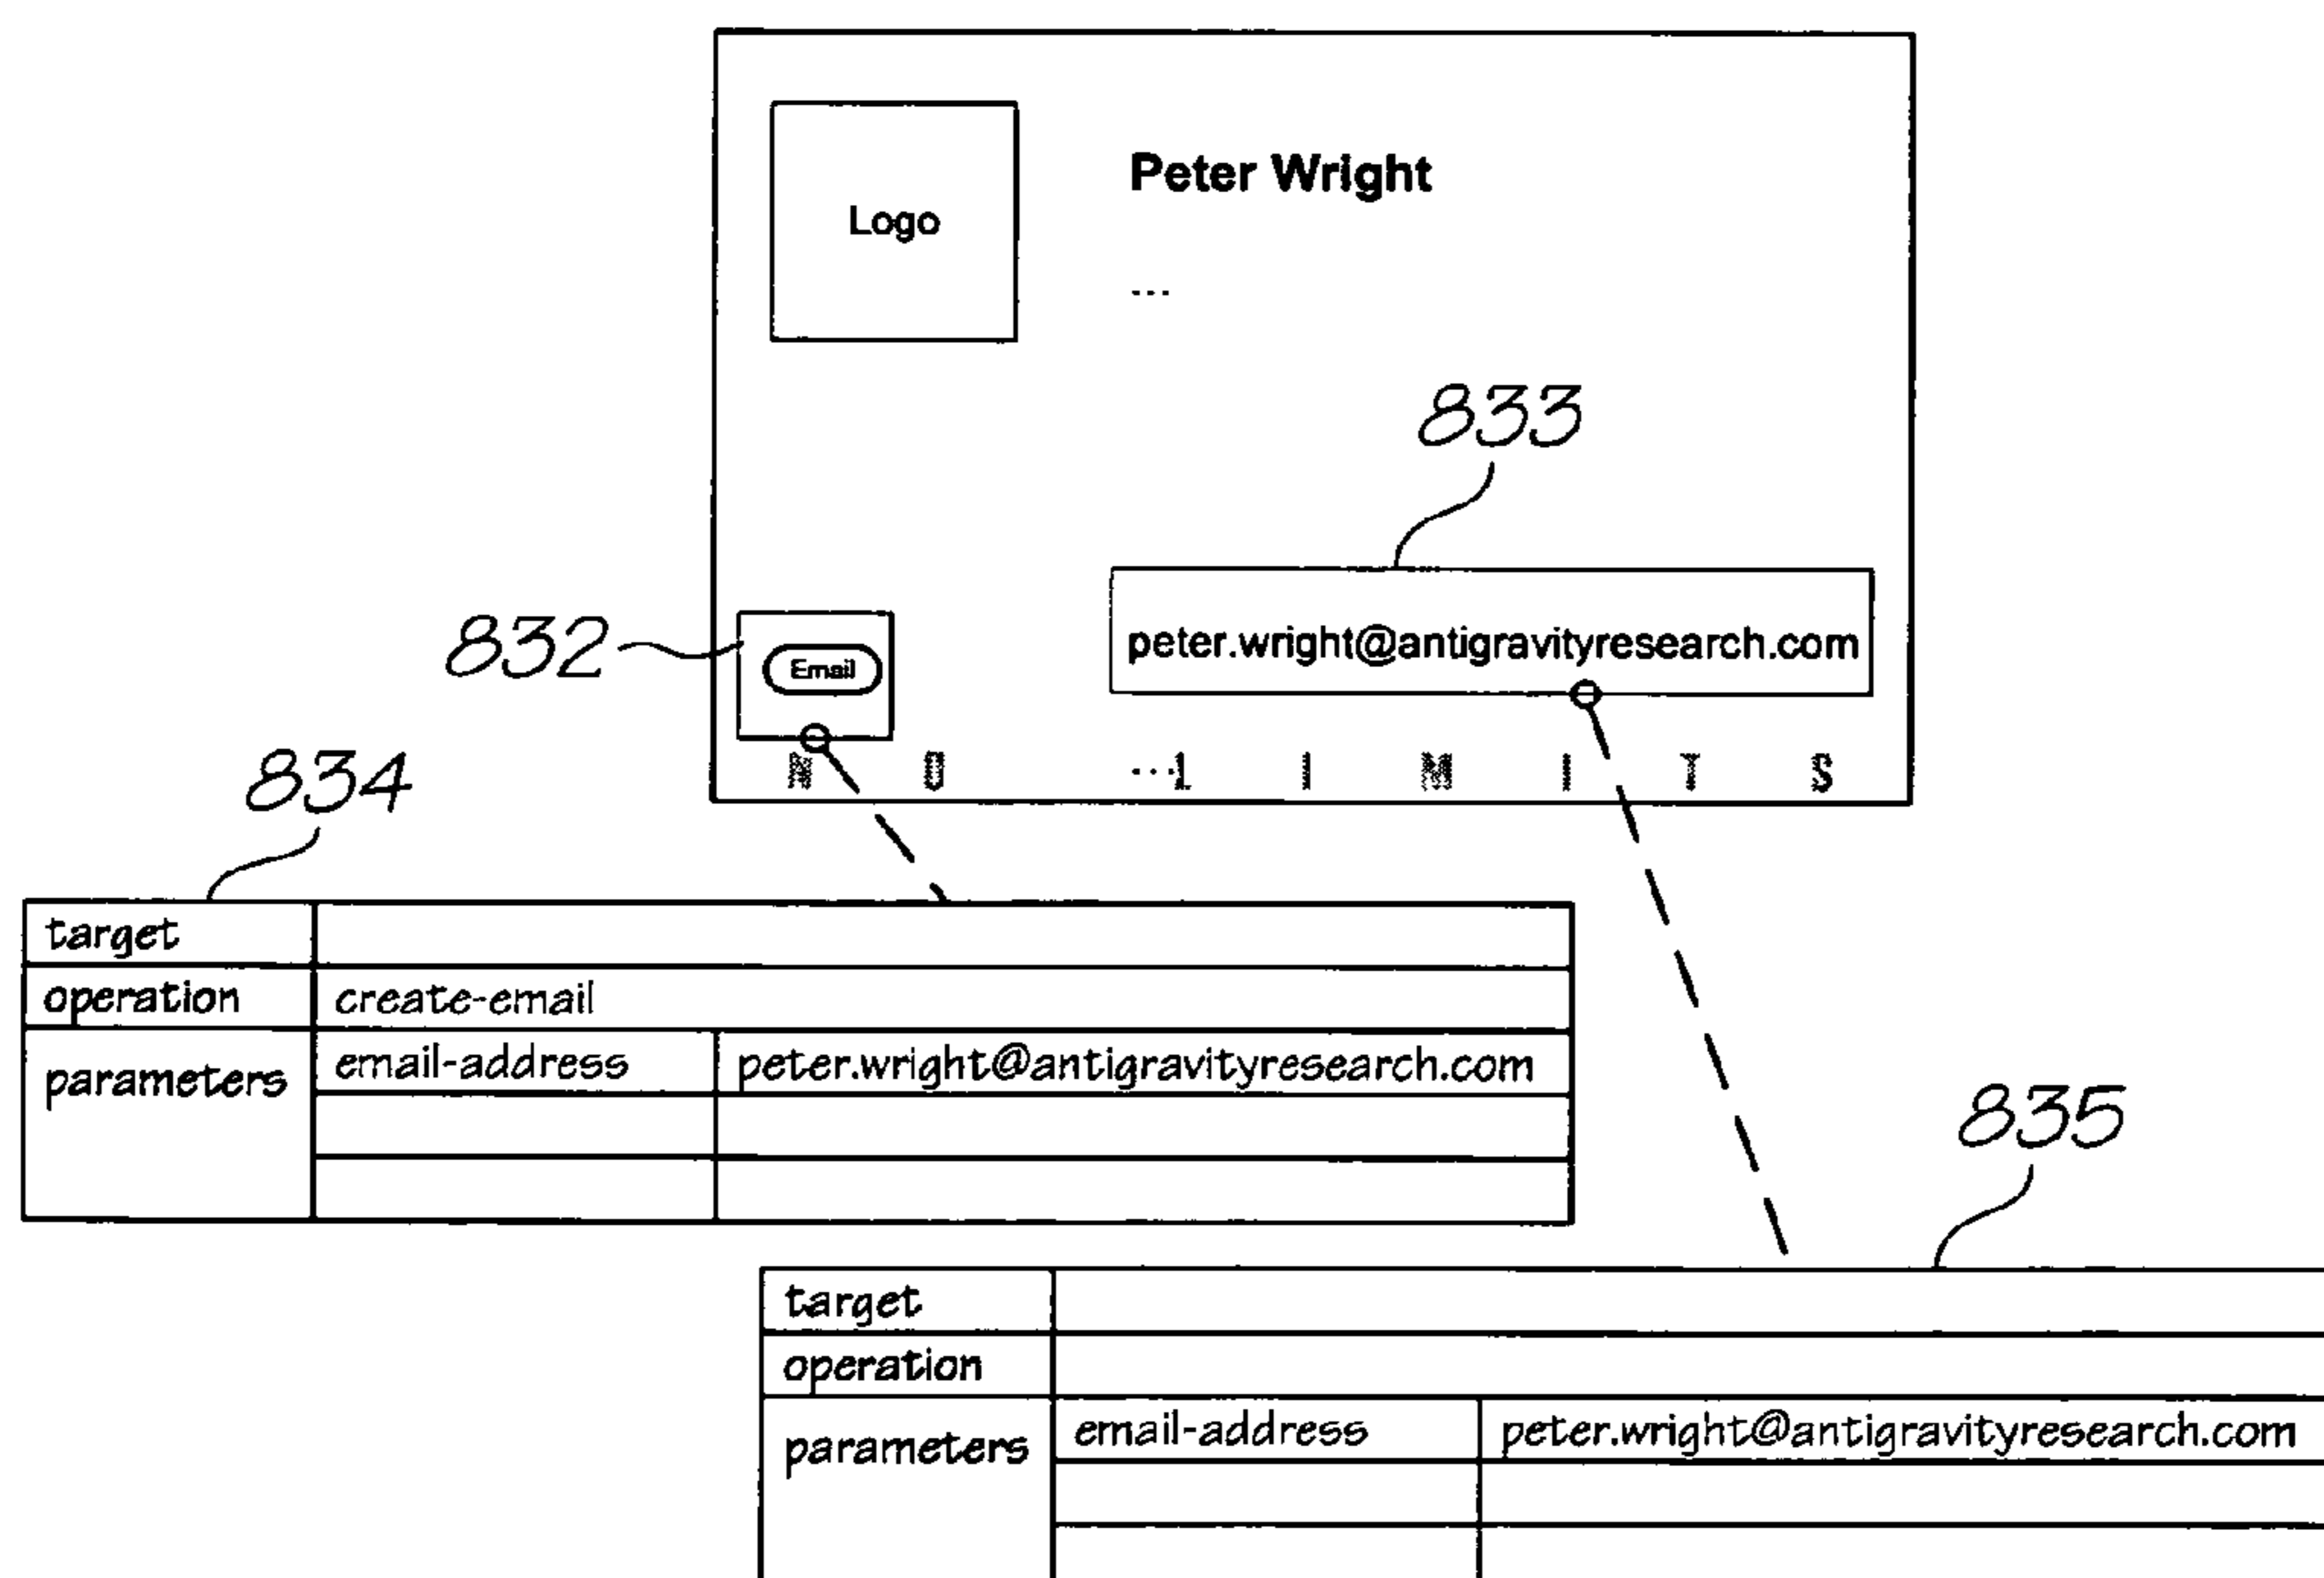 Peter Wright
Logo
...
833
832
peter.wright@antigravityresearch.com
Email
N O ...L I M I T S
834
target
operation create-email
parameters email-address peter.wright@antigravityresearch.com
835
target
operation
parameters email-address peter.wright@antigravityresearch.com